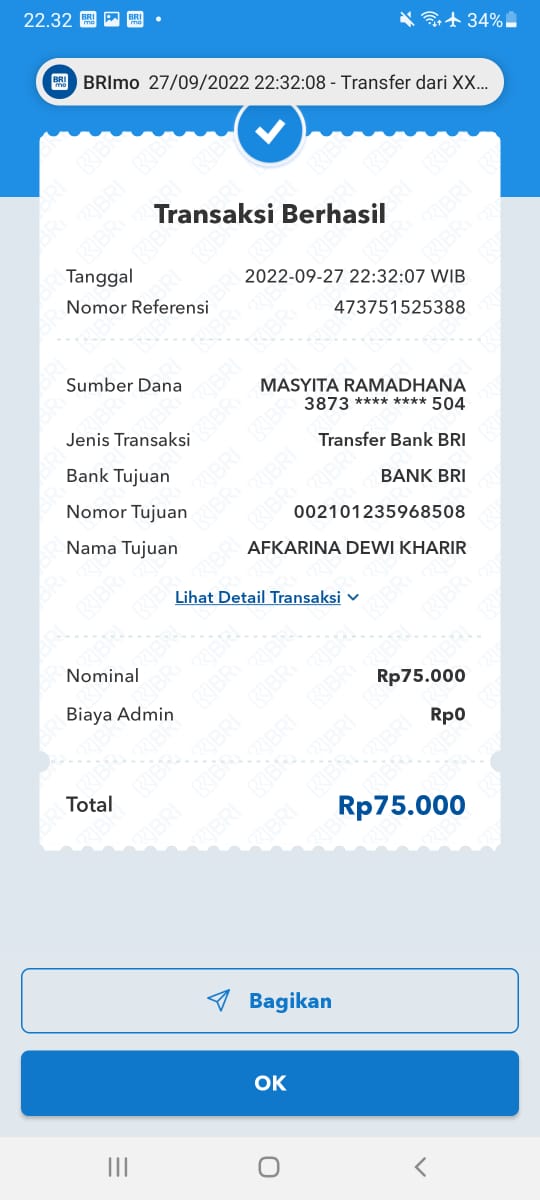 22.32 BRI mo BRI mo 34%
BRI mo BRImo 27/09/2022 22:32:08 - Transfer dari XX...
Transaksi Berhasil
Tanggal 2022-09-27 22:32:07 WIB
Nomor Referensi 473751525388
Sumber Dana MASYITA RAMADHANA
3873 **** **** 504
Jenis Transaksi Transfer Bank BRI
Bank Tujuan BANK BRI
Nomor Tujuan 002101235968508
Nama Tujuan AFKARINA DEWI KHARIR
Lihat Detail Transaksi
Nominal Rp75.000
Biaya Admin Rp0
Total Rp75.000
Bagikan
OK